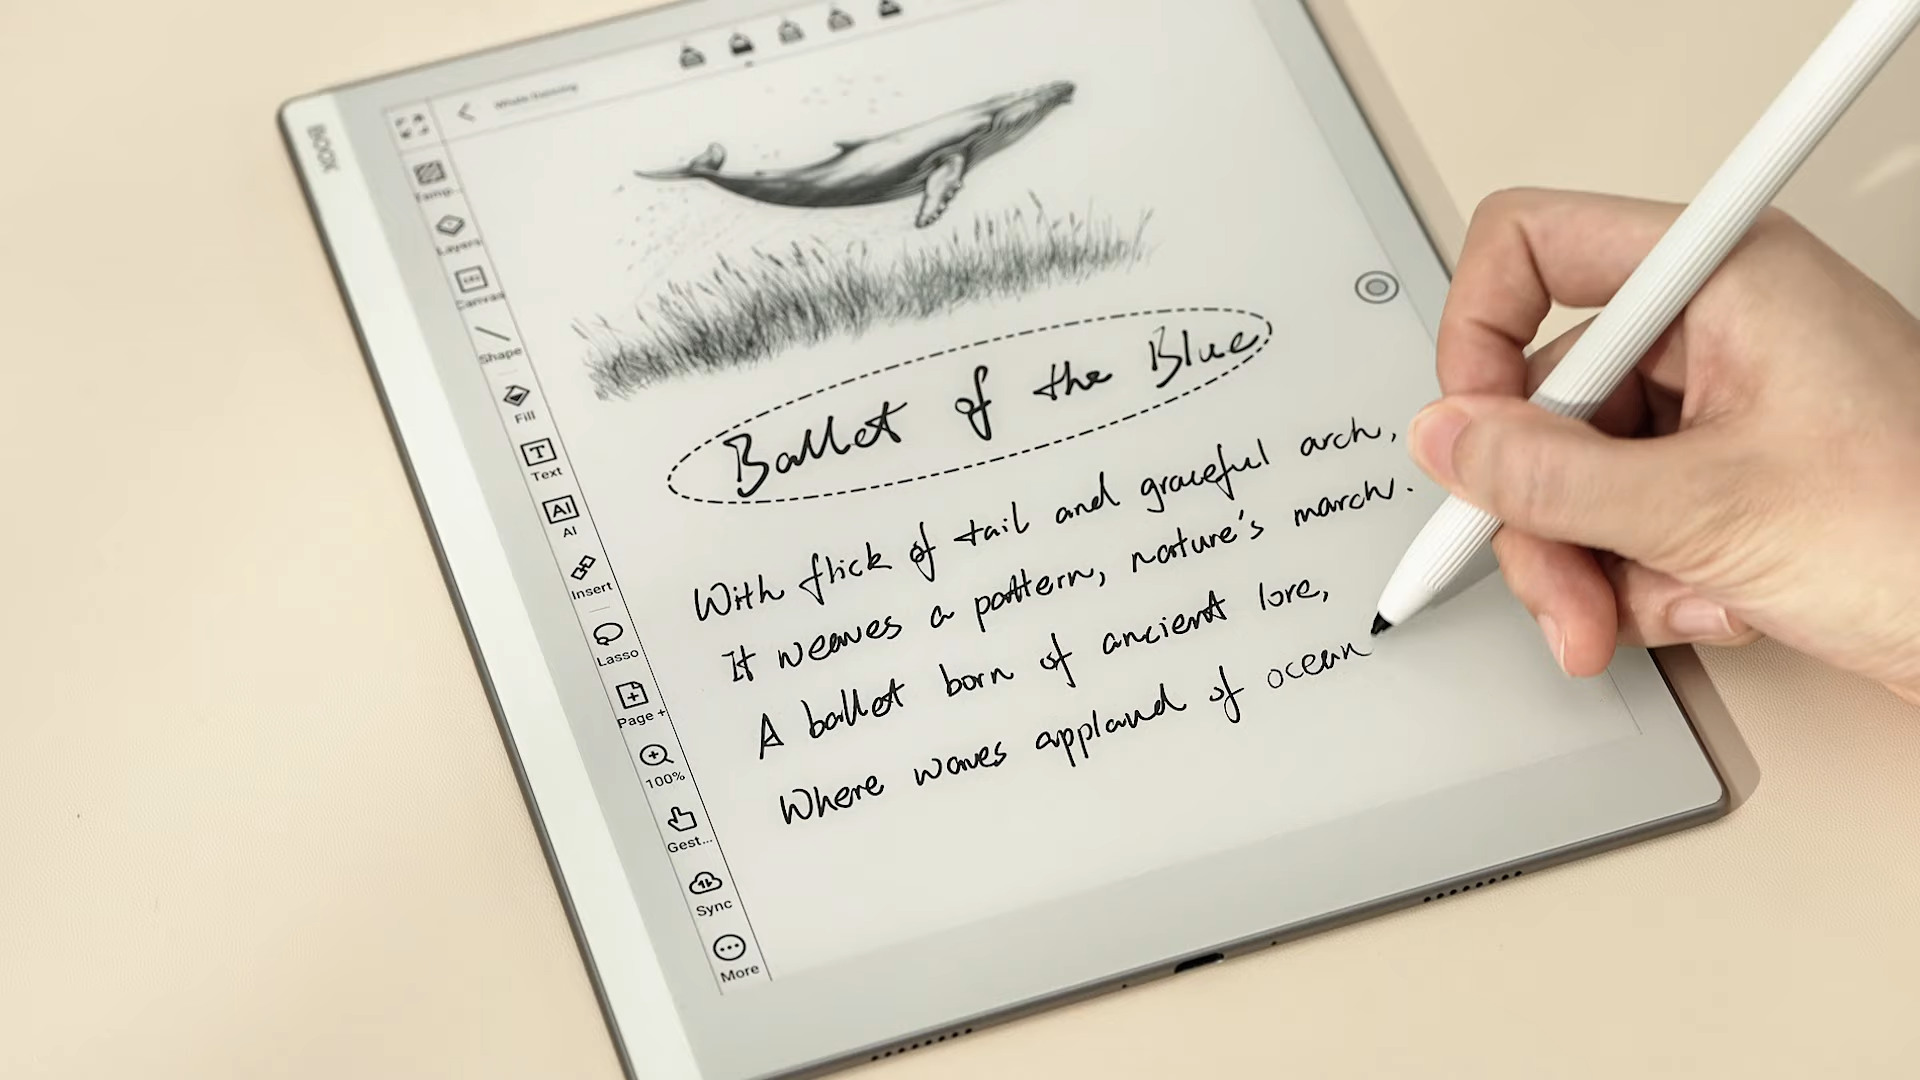 BOOX
Whale Dancing
Temp...
Layers
Canvas
Shape
Fill
T
Text
AI
AI
Insert
Lasso
Page +
100%
Gest...
Sync
More
Ballet of the Blue
With flick of tail and graceful arch,
It weaves a pattern, nature's march.
A ballet born of ancient lore,
Where waves applaud of ocean